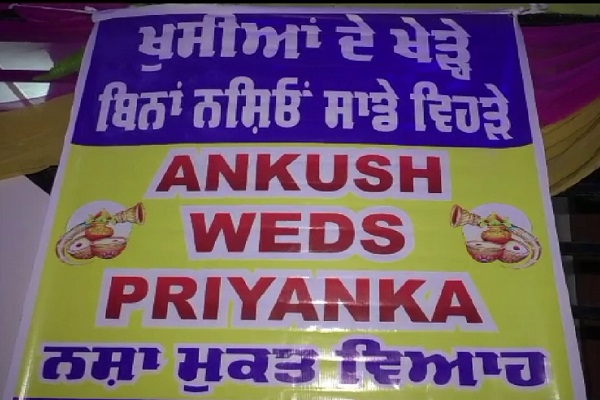 ਖੁਸੀਆਂ ਦੇ ਖੇੜ੍ਹੇ
ਬਿਨਾਂ ਨਸ਼ਿਓਂ ਸਾਡੇ ਵਿਹੜੇ
ANKUSH
WEDS
PRIYANKA
ਨਸ਼ਾ ਮੁਕਤ ਵਿਆਹ